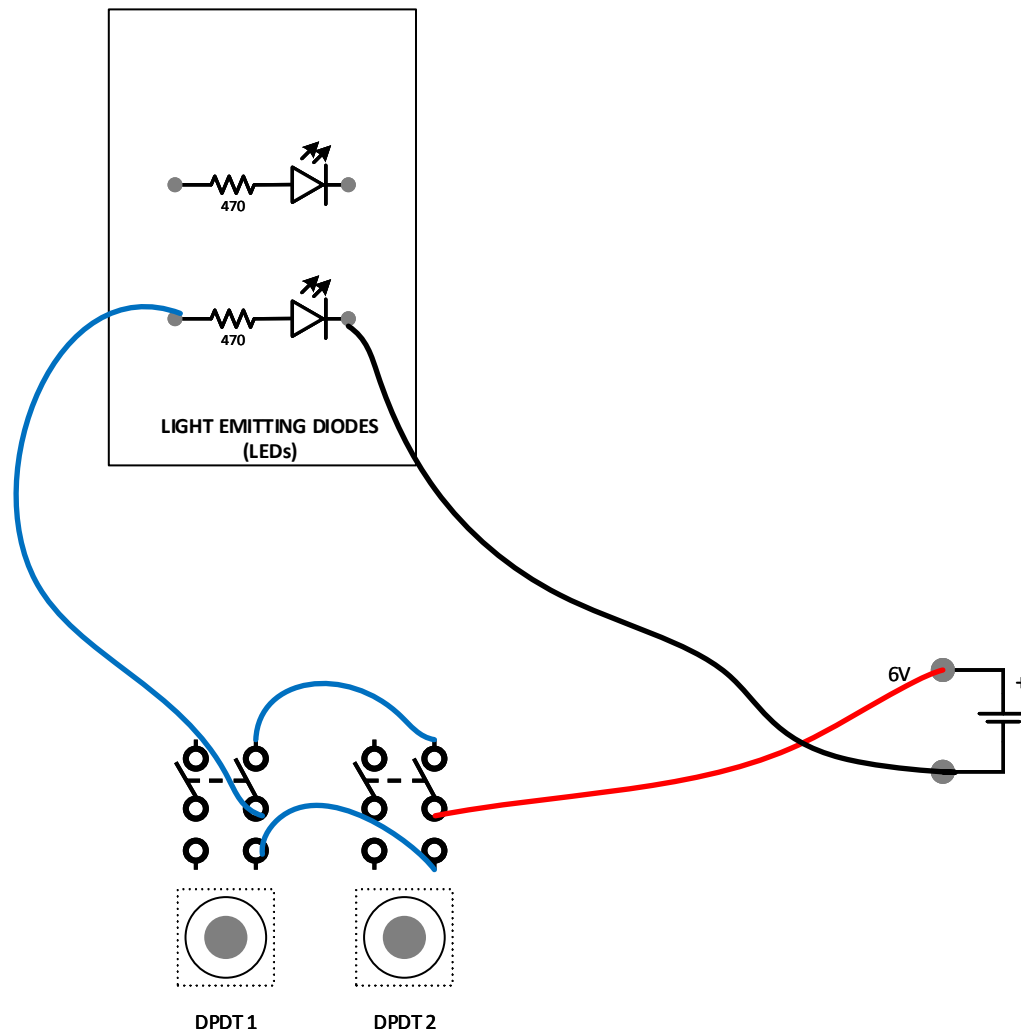 470
470
LIGHT EMITTING DIODES
(LEDs)
6V
+
DPDT 1
DPDT 2